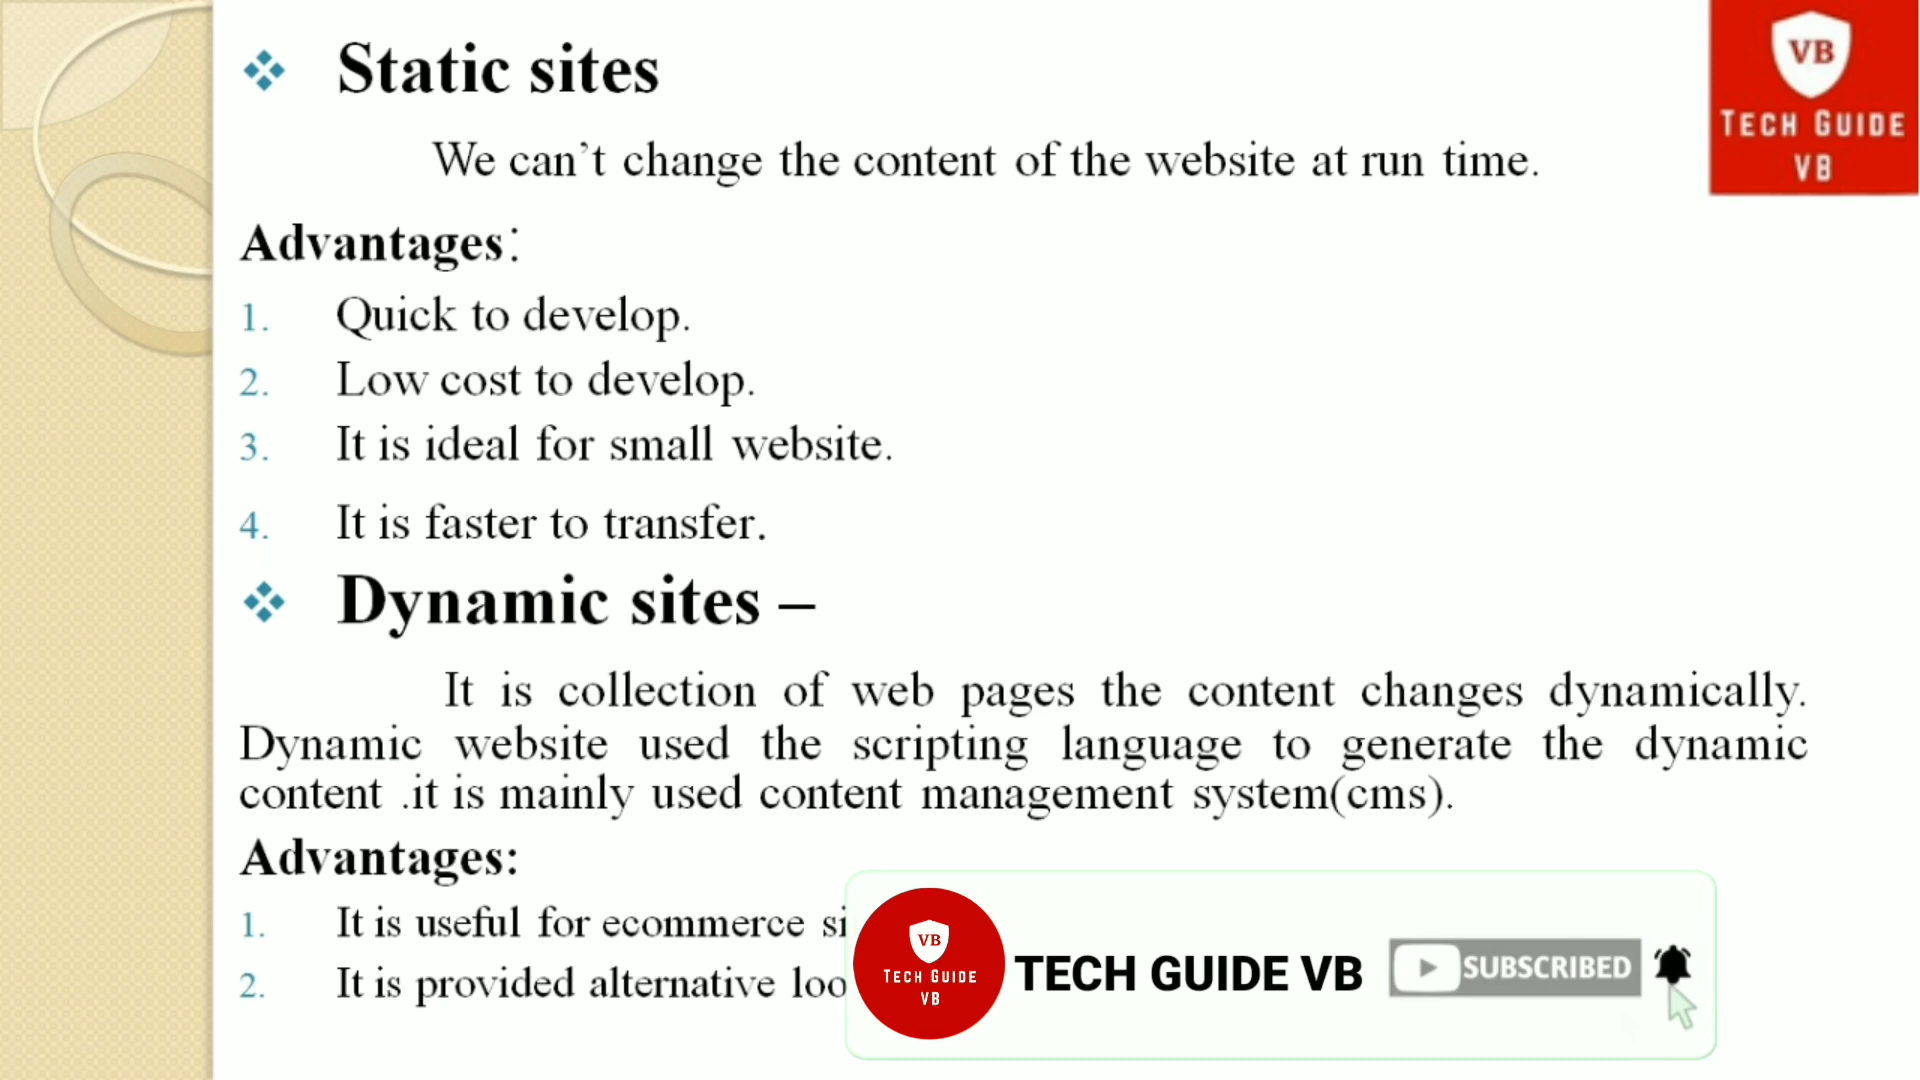 Static sites
VB
TECH GUIDE
VB
We can't change the content of the website at run time.
Advantages:
1. Quick to develop.
2. Low cost to develop.
3. It is ideal for small website.
4. It is faster to transfer.
Dynamic sites –
It is collection of web pages the content changes dynamically.
Dynamic website used the scripting language to generate the dynamic
content .it is mainly used content management system(cms).
Advantages:
1. It is useful for ecommerce
2. It is provided alternative
VB
TECH GUIDE
VB
TECH GUIDE VB
SUBSCRIBED